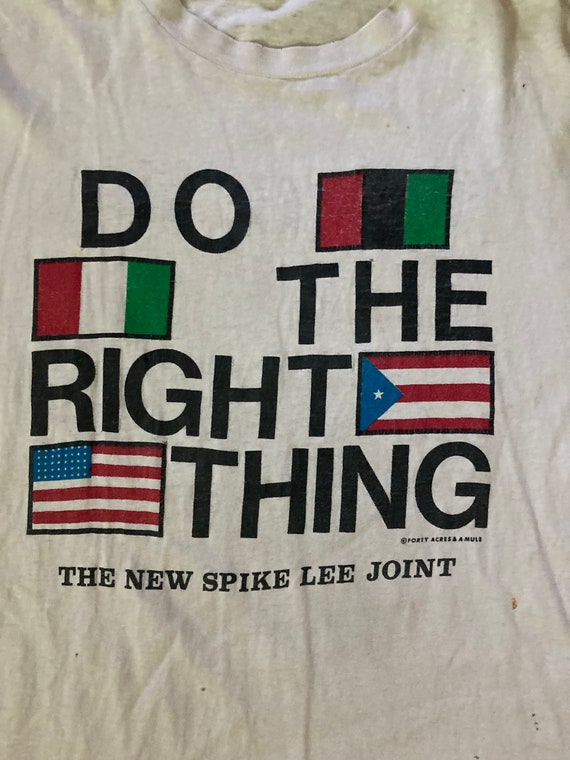 DO
THE
RIGHT
THING
© FORTY ACRES & A MULE
THE NEW SPIKE LEE JOINT